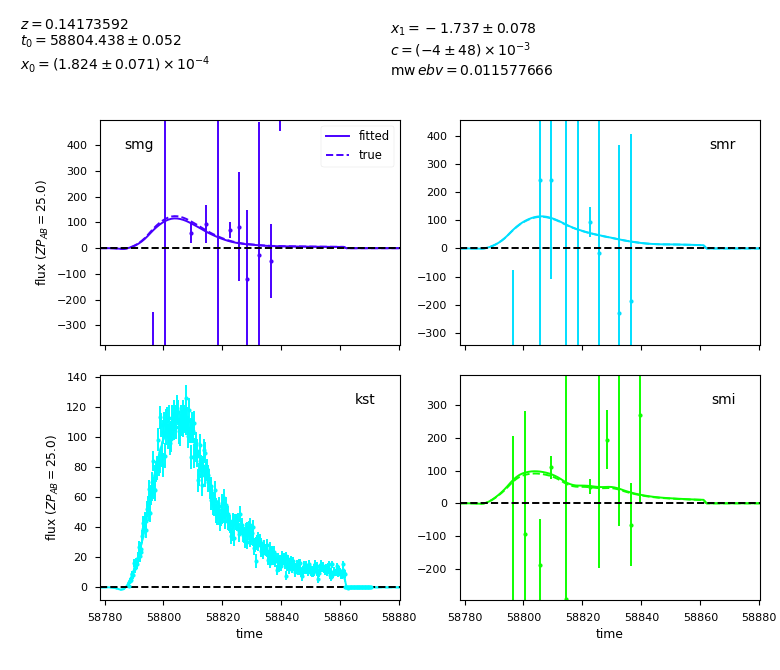 z = 0.14173592
t₀ = 58804.438 ± 0.052
x₀ = (1.824 ± 0.071) × 10⁻⁴
x₁ = −1.737 ± 0.078
c = (−4 ± 48) × 10⁻³
mw ebv = 0.011577666
smg
fitted
true
400
300
200
100
0
−100
−200
−300
flux (ZP_AB = 25.0)
smr
400
300
200
100
0
−100
−200
−300
kst
140
120
100
80
60
40
20
0
flux (ZP_AB = 25.0)
58780 58800 58820 58840 58860 58880
time
smi
300
200
100
0
−100
−200
58780 58800 58820 58840 58860 58880
time